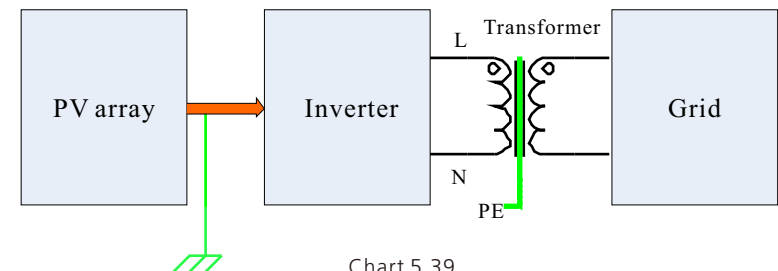 Transformer
L
PV array
Inverter
Grid
N
PE
Chart 5.39